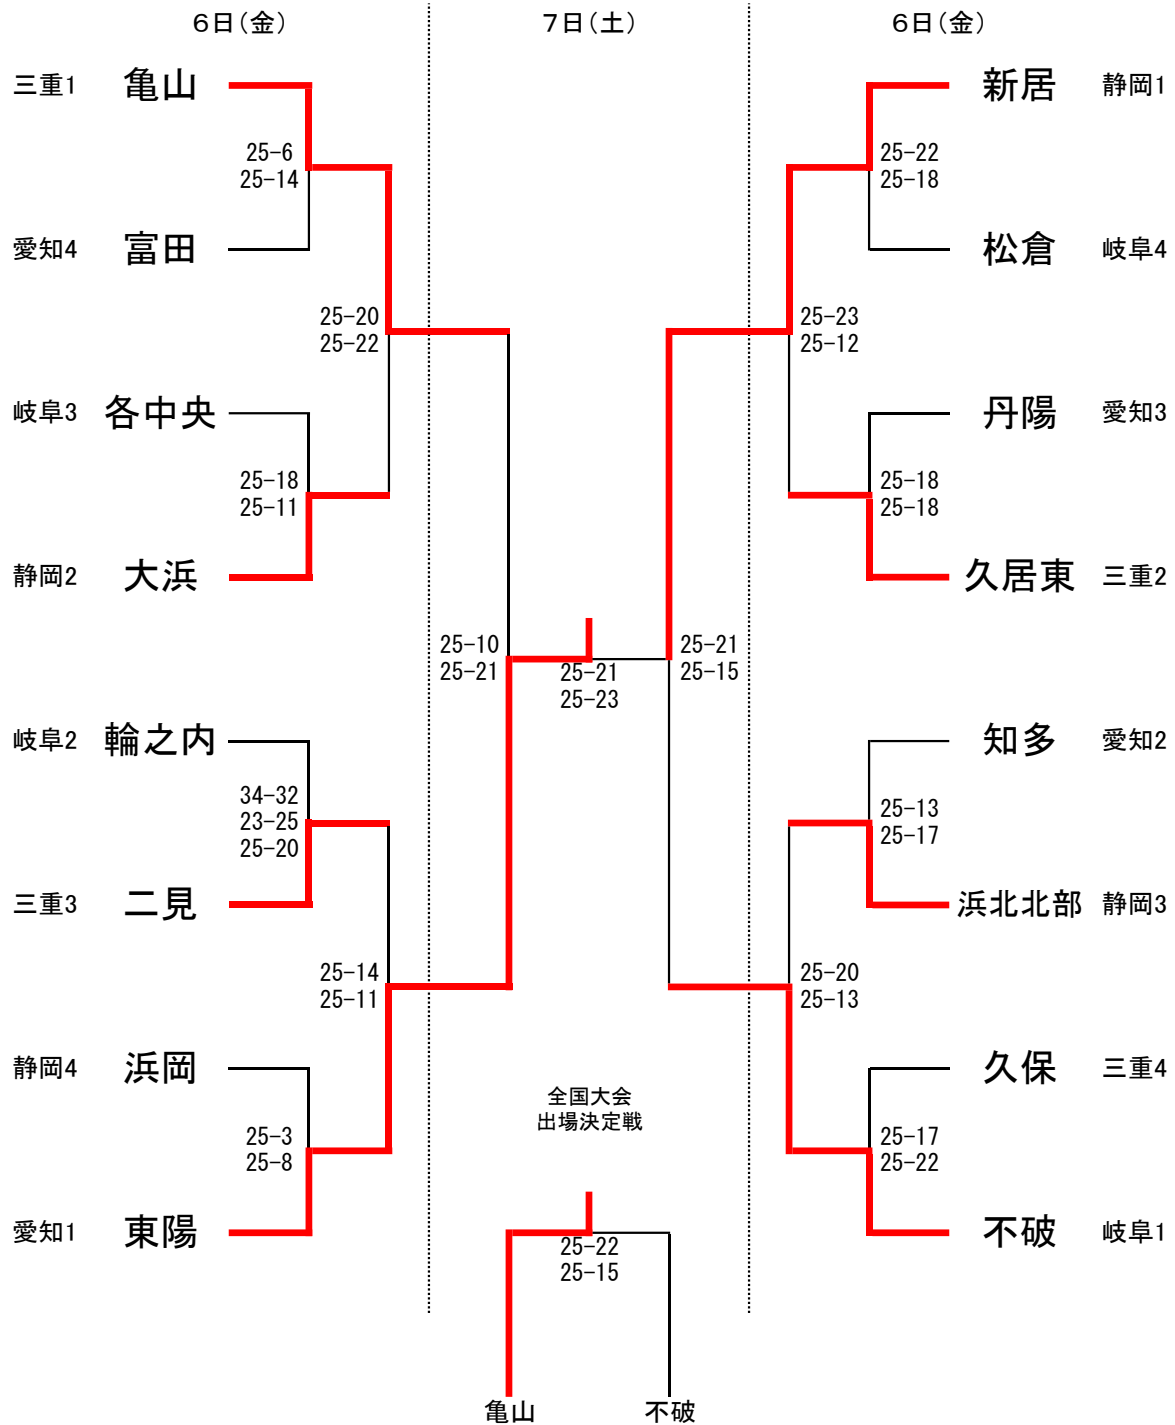 6日(金)
7日(土)
6日(金)
三重1 亀山
25-6
25-14
愛知4 富田
25-20
25-22
岐阜3 各中央
25-18
25-11
静岡2 大浜
25-10
25-21
岐阜2 輪之内
34-32
23-25
25-20
三重3 二見
25-14
25-11
静岡4 浜岡
25-3
25-8
愛知1 東陽
25-21
25-23
全国大会
出場決定戦
25-22
25-15
亀山
不破
新居 静岡1
25-22
25-18
松倉 岐阜4
25-23
25-12
丹陽 愛知3
25-18
25-18
久居東 三重2
25-21
25-15
知多 愛知2
25-13
25-17
浜北北部 静岡3
25-20
25-13
久保 三重4
25-17
25-22
不破 岐阜1